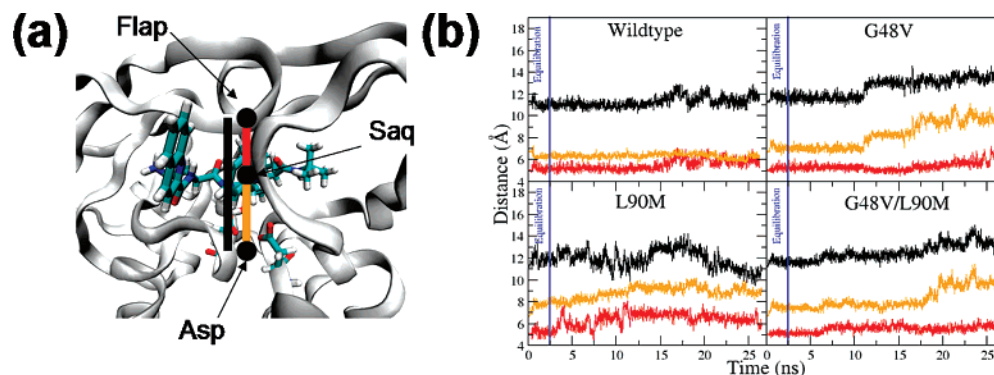 (a)
Flap
Saq
Asp
(b)
Wildtype
G48V
Equilibration
Equilibration
18
16
14
12
10
8
6
4
L90M
G48V/L90M
Equilibration
Equilibration
18
16
14
12
10
8
6
4
Distance (Å)
0 5 10 15 20 25 0 5 10 15 20 25
Time (ns)